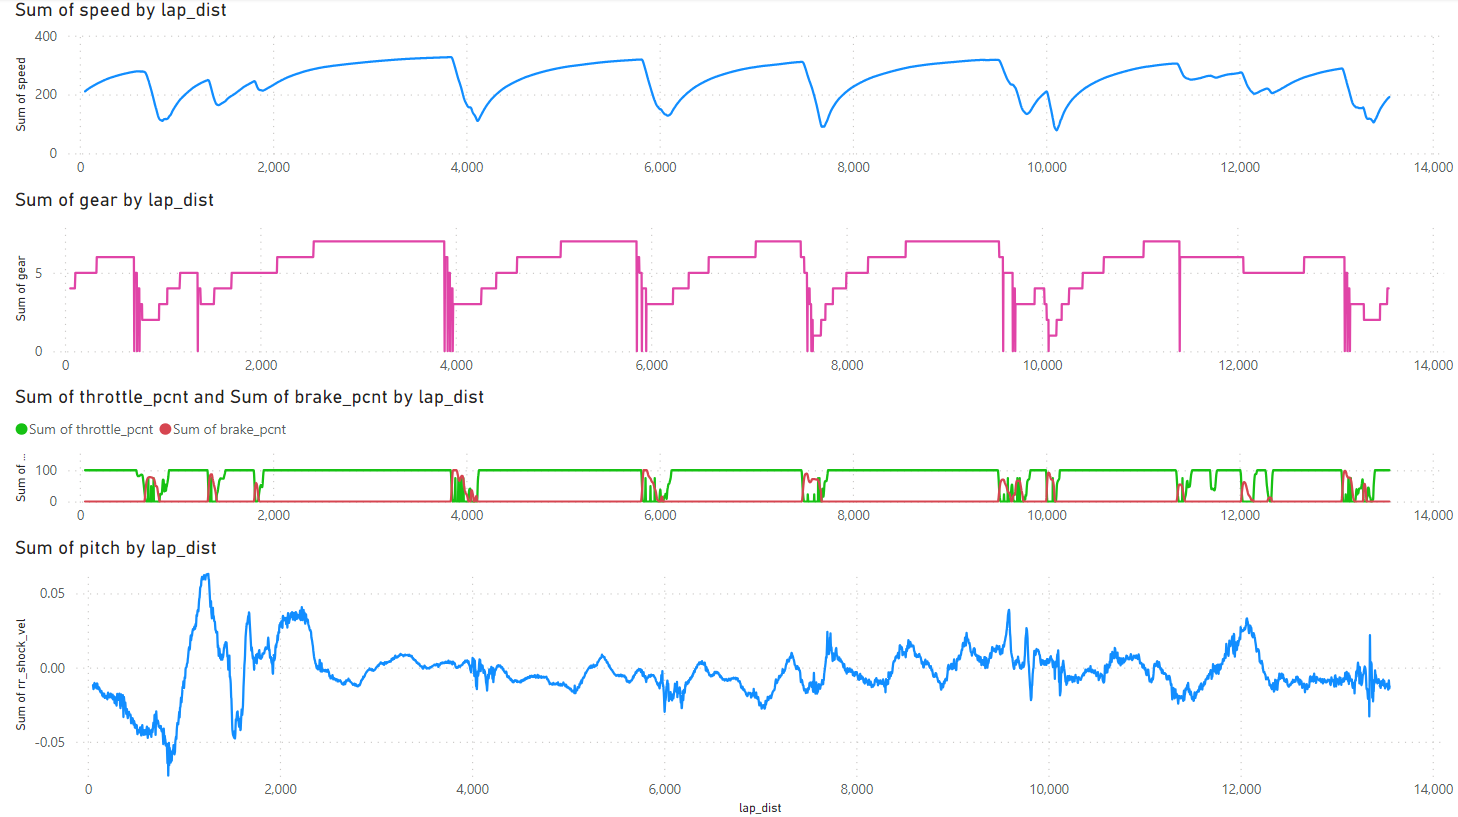 Sum of speed by lap_dist
400
200
0
Sum of speed
0 2,000 4,000 6,000 8,000 10,000 12,000 14,000
Sum of gear by lap_dist
5
0
Sum of gear
0 2,000 4,000 6,000 8,000 10,000 12,000 14,000
Sum of throttle_pcnt and Sum of brake_pcnt by lap_dist
Sum of throttle_pcnt Sum of brake_pcnt
100
0
Sum of ...
0 2,000 4,000 6,000 8,000 10,000 12,000 14,000
Sum of pitch by lap_dist
0.05
0.00
-0.05
Sum of rr_shock_vel
0 2,000 4,000 6,000 8,000 10,000 12,000 14,000
lap_dist